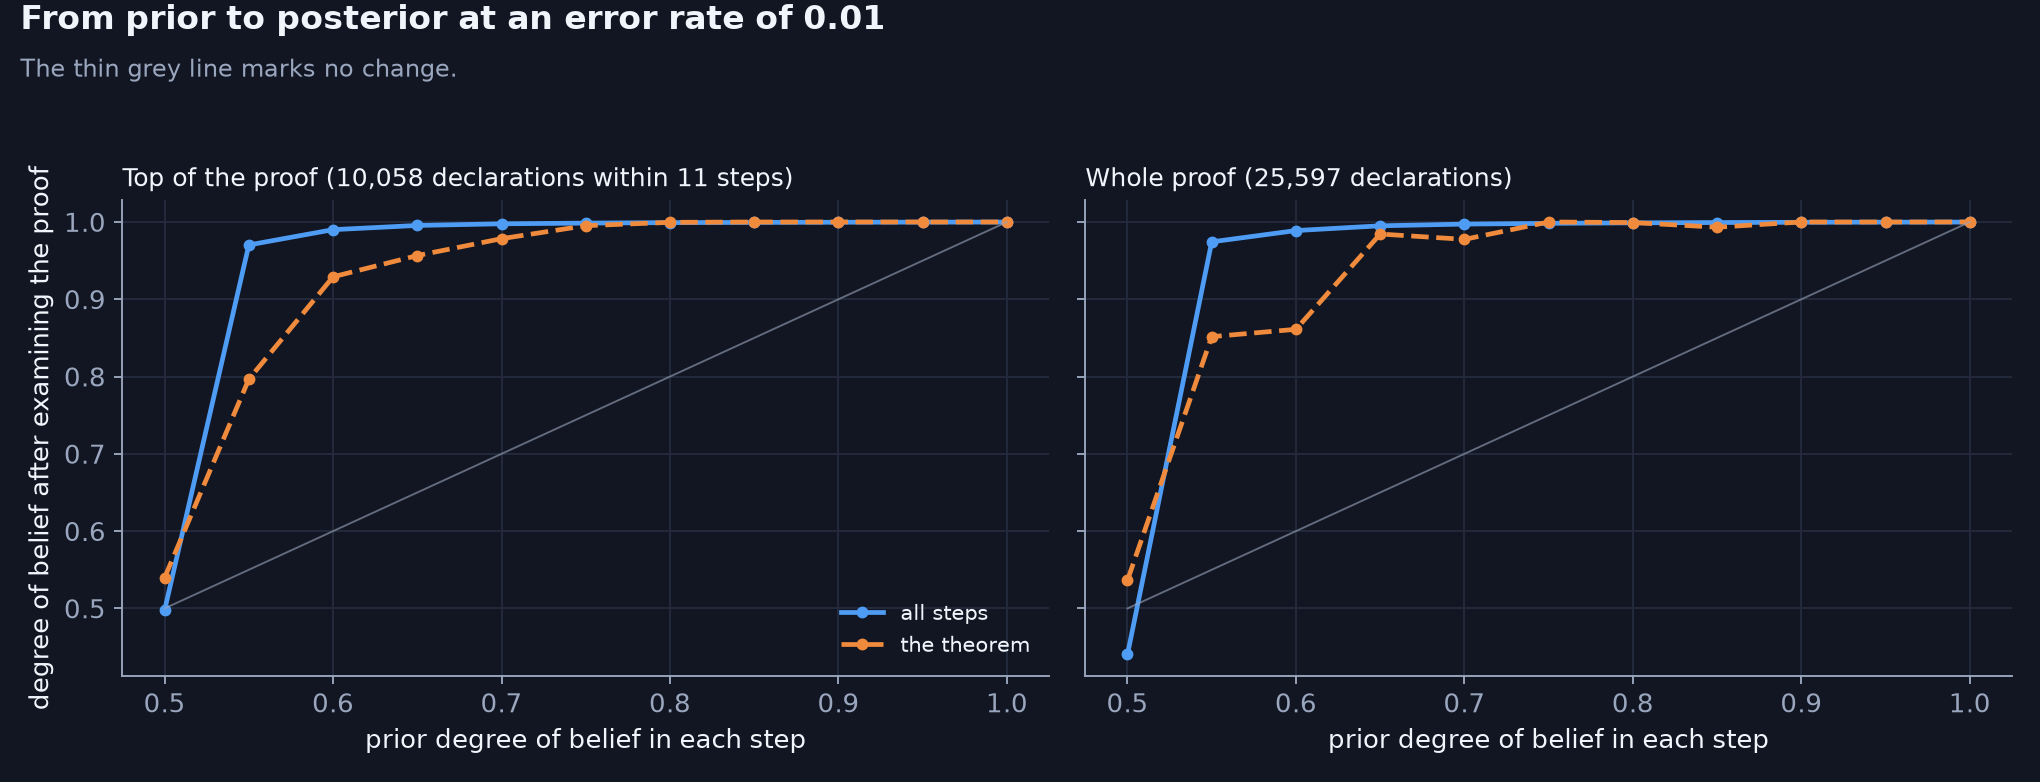 From prior to posterior at an error rate of 0.01
The thin grey line marks no change.
Top of the proof (10,058 declarations within 11 steps)
degree of belief after examining the proof
1.0
0.9
0.8
0.7
0.6
0.5
all steps
the theorem
0.5 0.6 0.7 0.8 0.9 1.0
prior degree of belief in each step
Whole proof (25,597 declarations)
0.5 0.6 0.7 0.8 0.9 1.0
prior degree of belief in each step